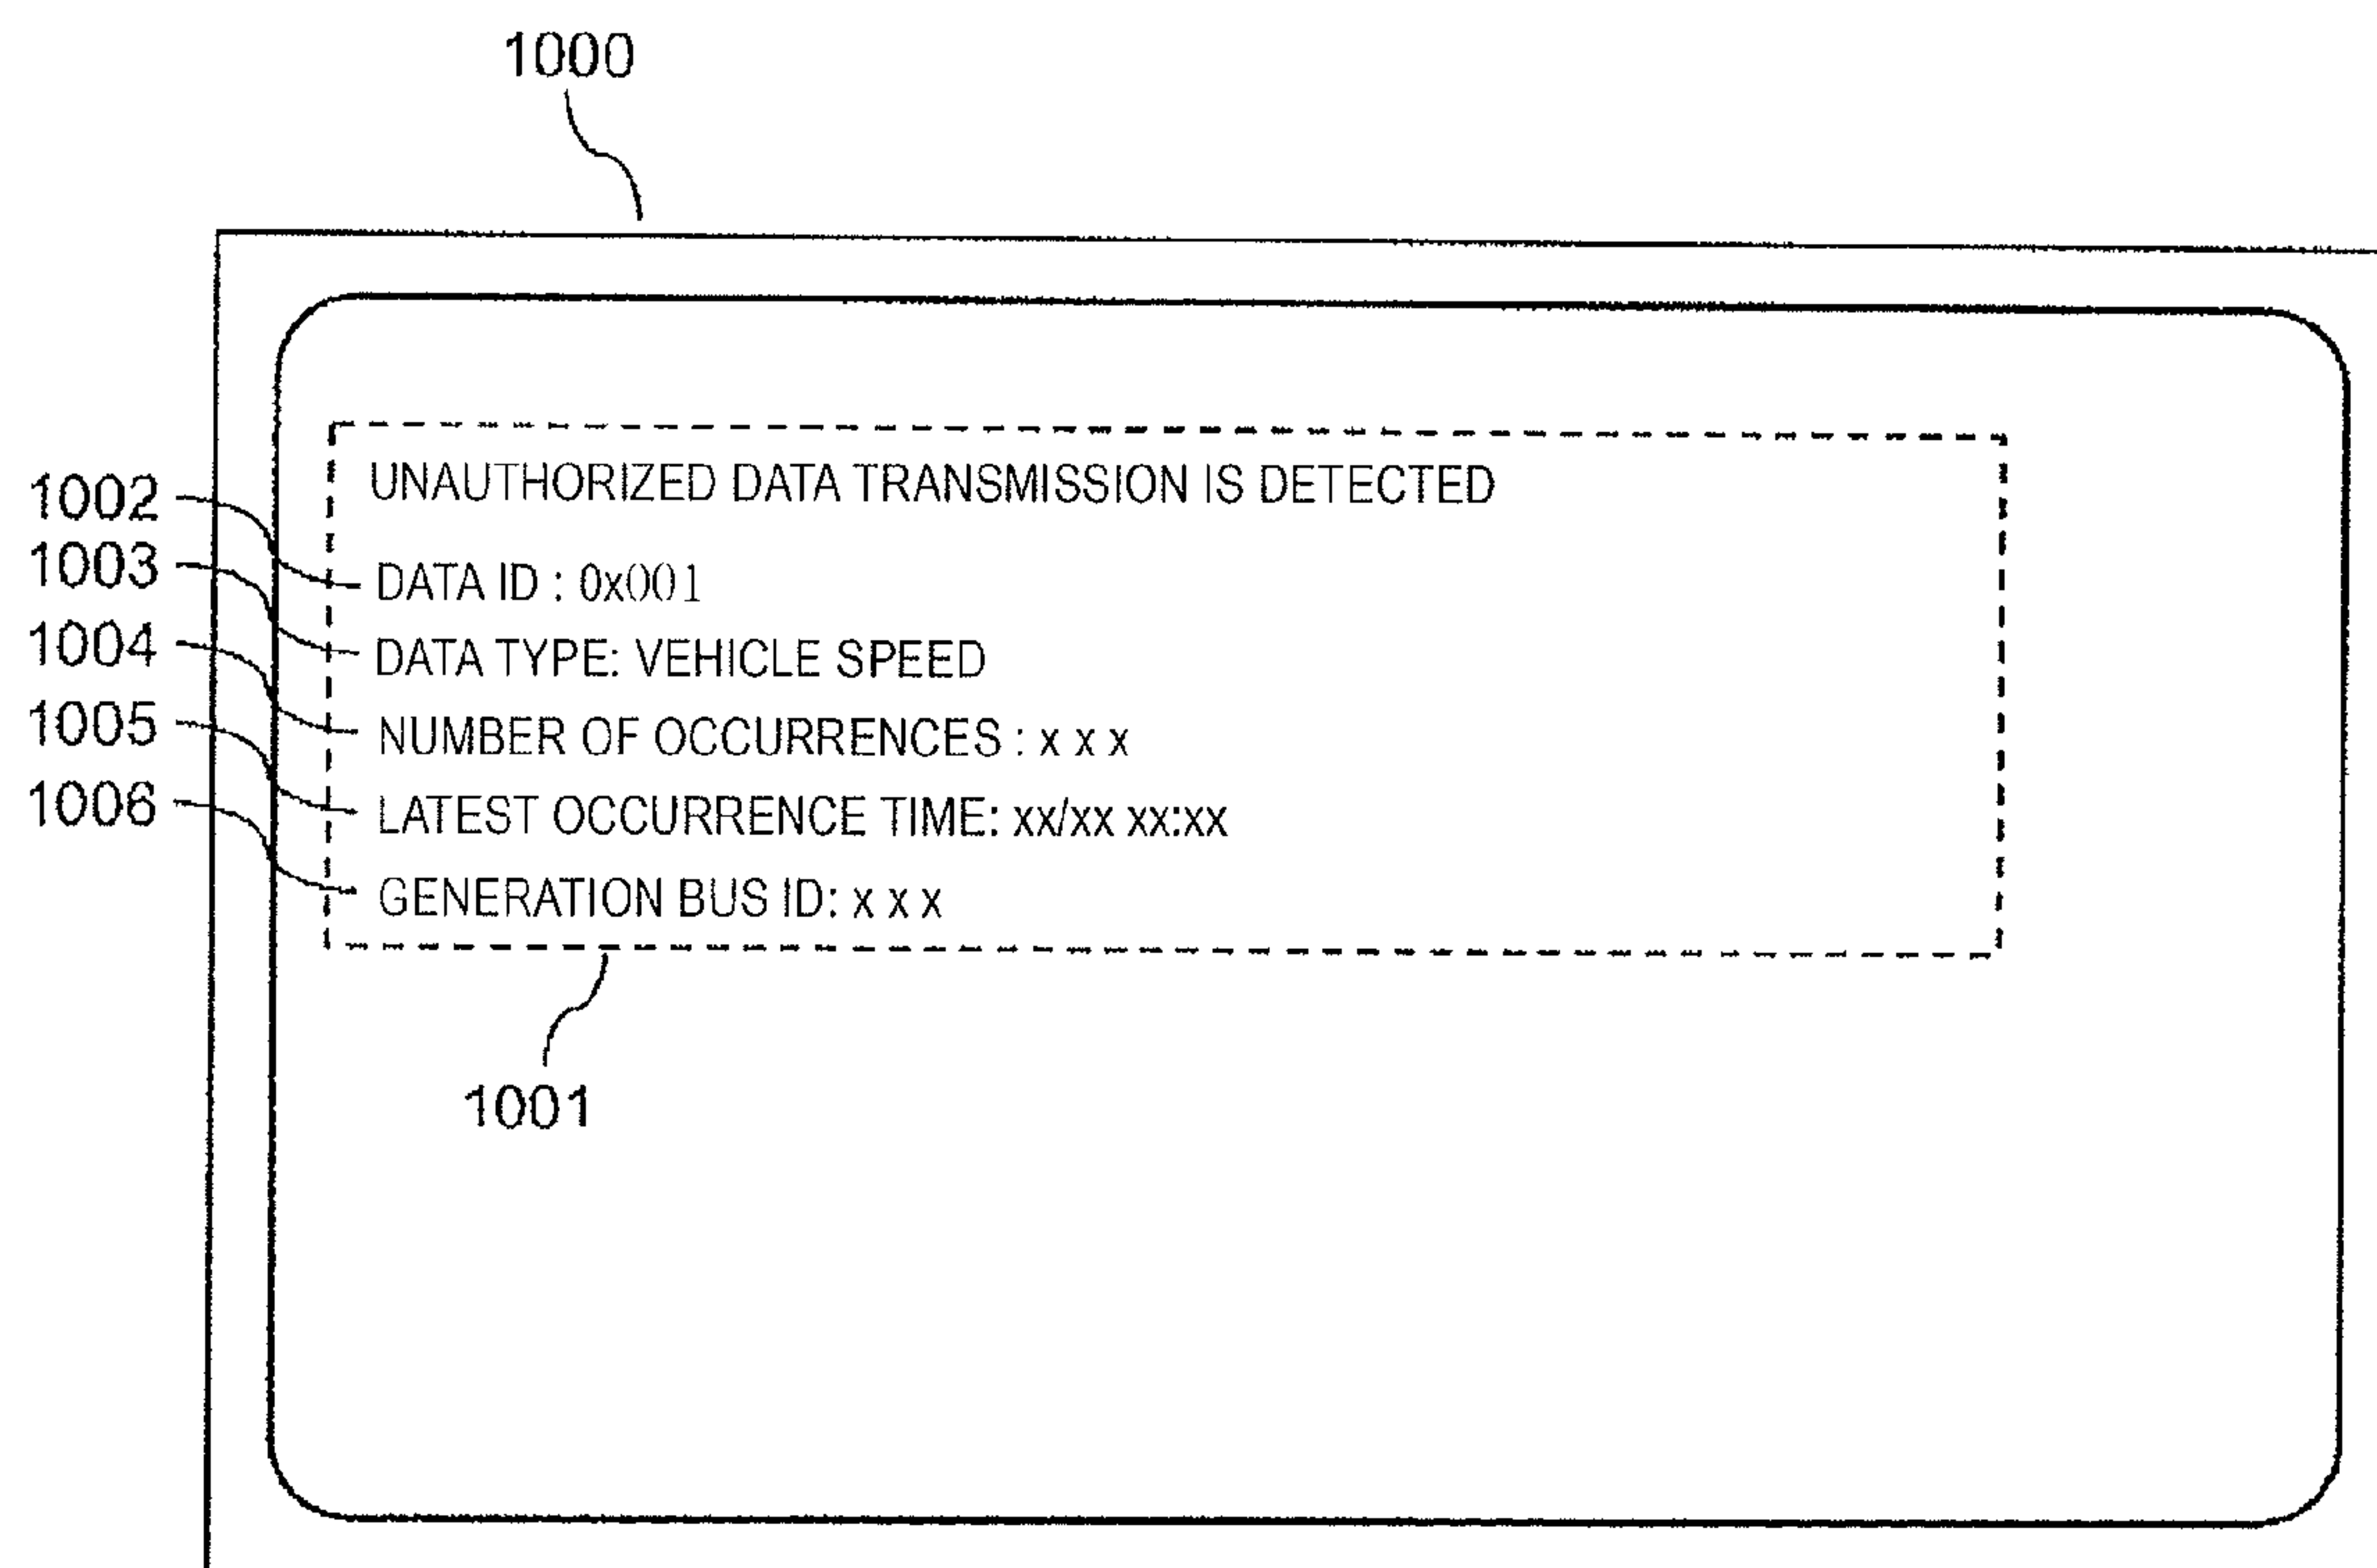 1000
UNAUTHORIZED DATA TRANSMISSION IS DETECTED
1002
DATA ID : 0x001
1003
DATA TYPE: VEHICLE SPEED
1004
NUMBER OF OCCURRENCES : x x x
1005
LATEST OCCURRENCE TIME: xx/xx xx:xx
1006
GENERATION BUS ID: x x x
1001